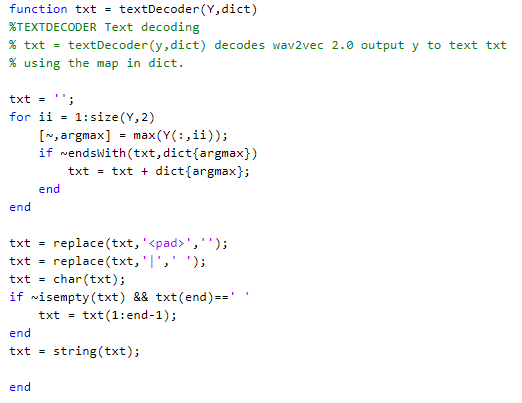 function txt = textDecoder(Y,dict)
%TEXTDECODER Text decoding
% txt = textDecoder(y,dict) decodes wav2vec 2.0 output y to text txt
% using the map in dict.

txt = '';
for ii = 1:size(Y,2)
    [~,argmax] = max(Y(:,ii));
    if ~endsWith(txt,dict{argmax})
        txt = txt + dict{argmax};
    end
end

txt = replace(txt,'<pad>','');
txt = replace(txt,'|',' ');
txt = char(txt);
if ~isempty(txt) && txt(end)==' '
    txt = txt(1:end-1);
end
txt = string(txt);

end